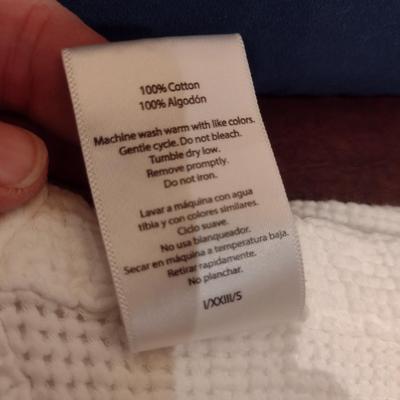 100% Cotton
100% Algodón
Machine wash warm with like colors.
Gentle cycle. Do not bleach.
Tumble dry low.
Remove promptly.
Do not iron.
Lavar a máquina con agua
tibia y con colores similares.
Ciclo suave.
No usa blanqueador.
Secar en máquina a temperatura baja.
Retirar rapidamente.
No planchar.
I/XXIII/S